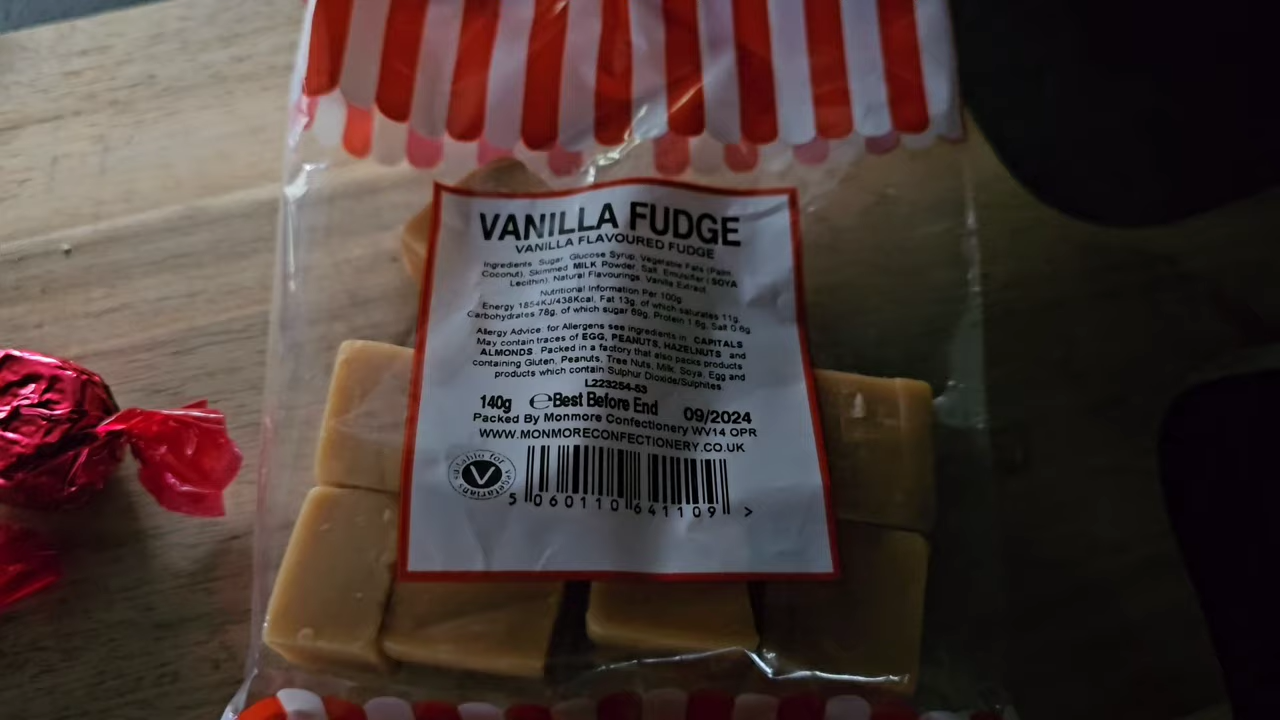 VANILLA FUDGE
VANILLA FLAVOURED FUDGE
Ingredients: Sugar, Glucose Syrup, Vegetable Fats (Palm,
Coconut), Skimmed MILK Powder, Salt, Emulsifier (SOYA
Lecithin), Natural Flavourings, Vanilla Extract.
Nutritional Information Per 100g
Energy 1854KJ/438Kcal, Fat 13g, of which saturates 11g,
Carbohydrates 78g, of which sugar 69g, Protein 1.6g, Salt 0.6g
Allergy Advice: for Allergens see ingredients in CAPITALS
May contain traces of EGG, PEANUTS, HAZELNUTS and
ALMONDS. Packed in a factory that also packs products
containing Gluten, Peanuts, Tree Nuts, Milk, Soya, Egg and
products which contain Sulphur Dioxide/Sulphites.
L223254-53
140g ℮ Best Before End 09/2024
Packed By Monmore Confectionery WV14 OPR
WWW.MONMORECONFECTIONERY.CO.UK
suitable for vegetarians
V
5 060110 641109 >